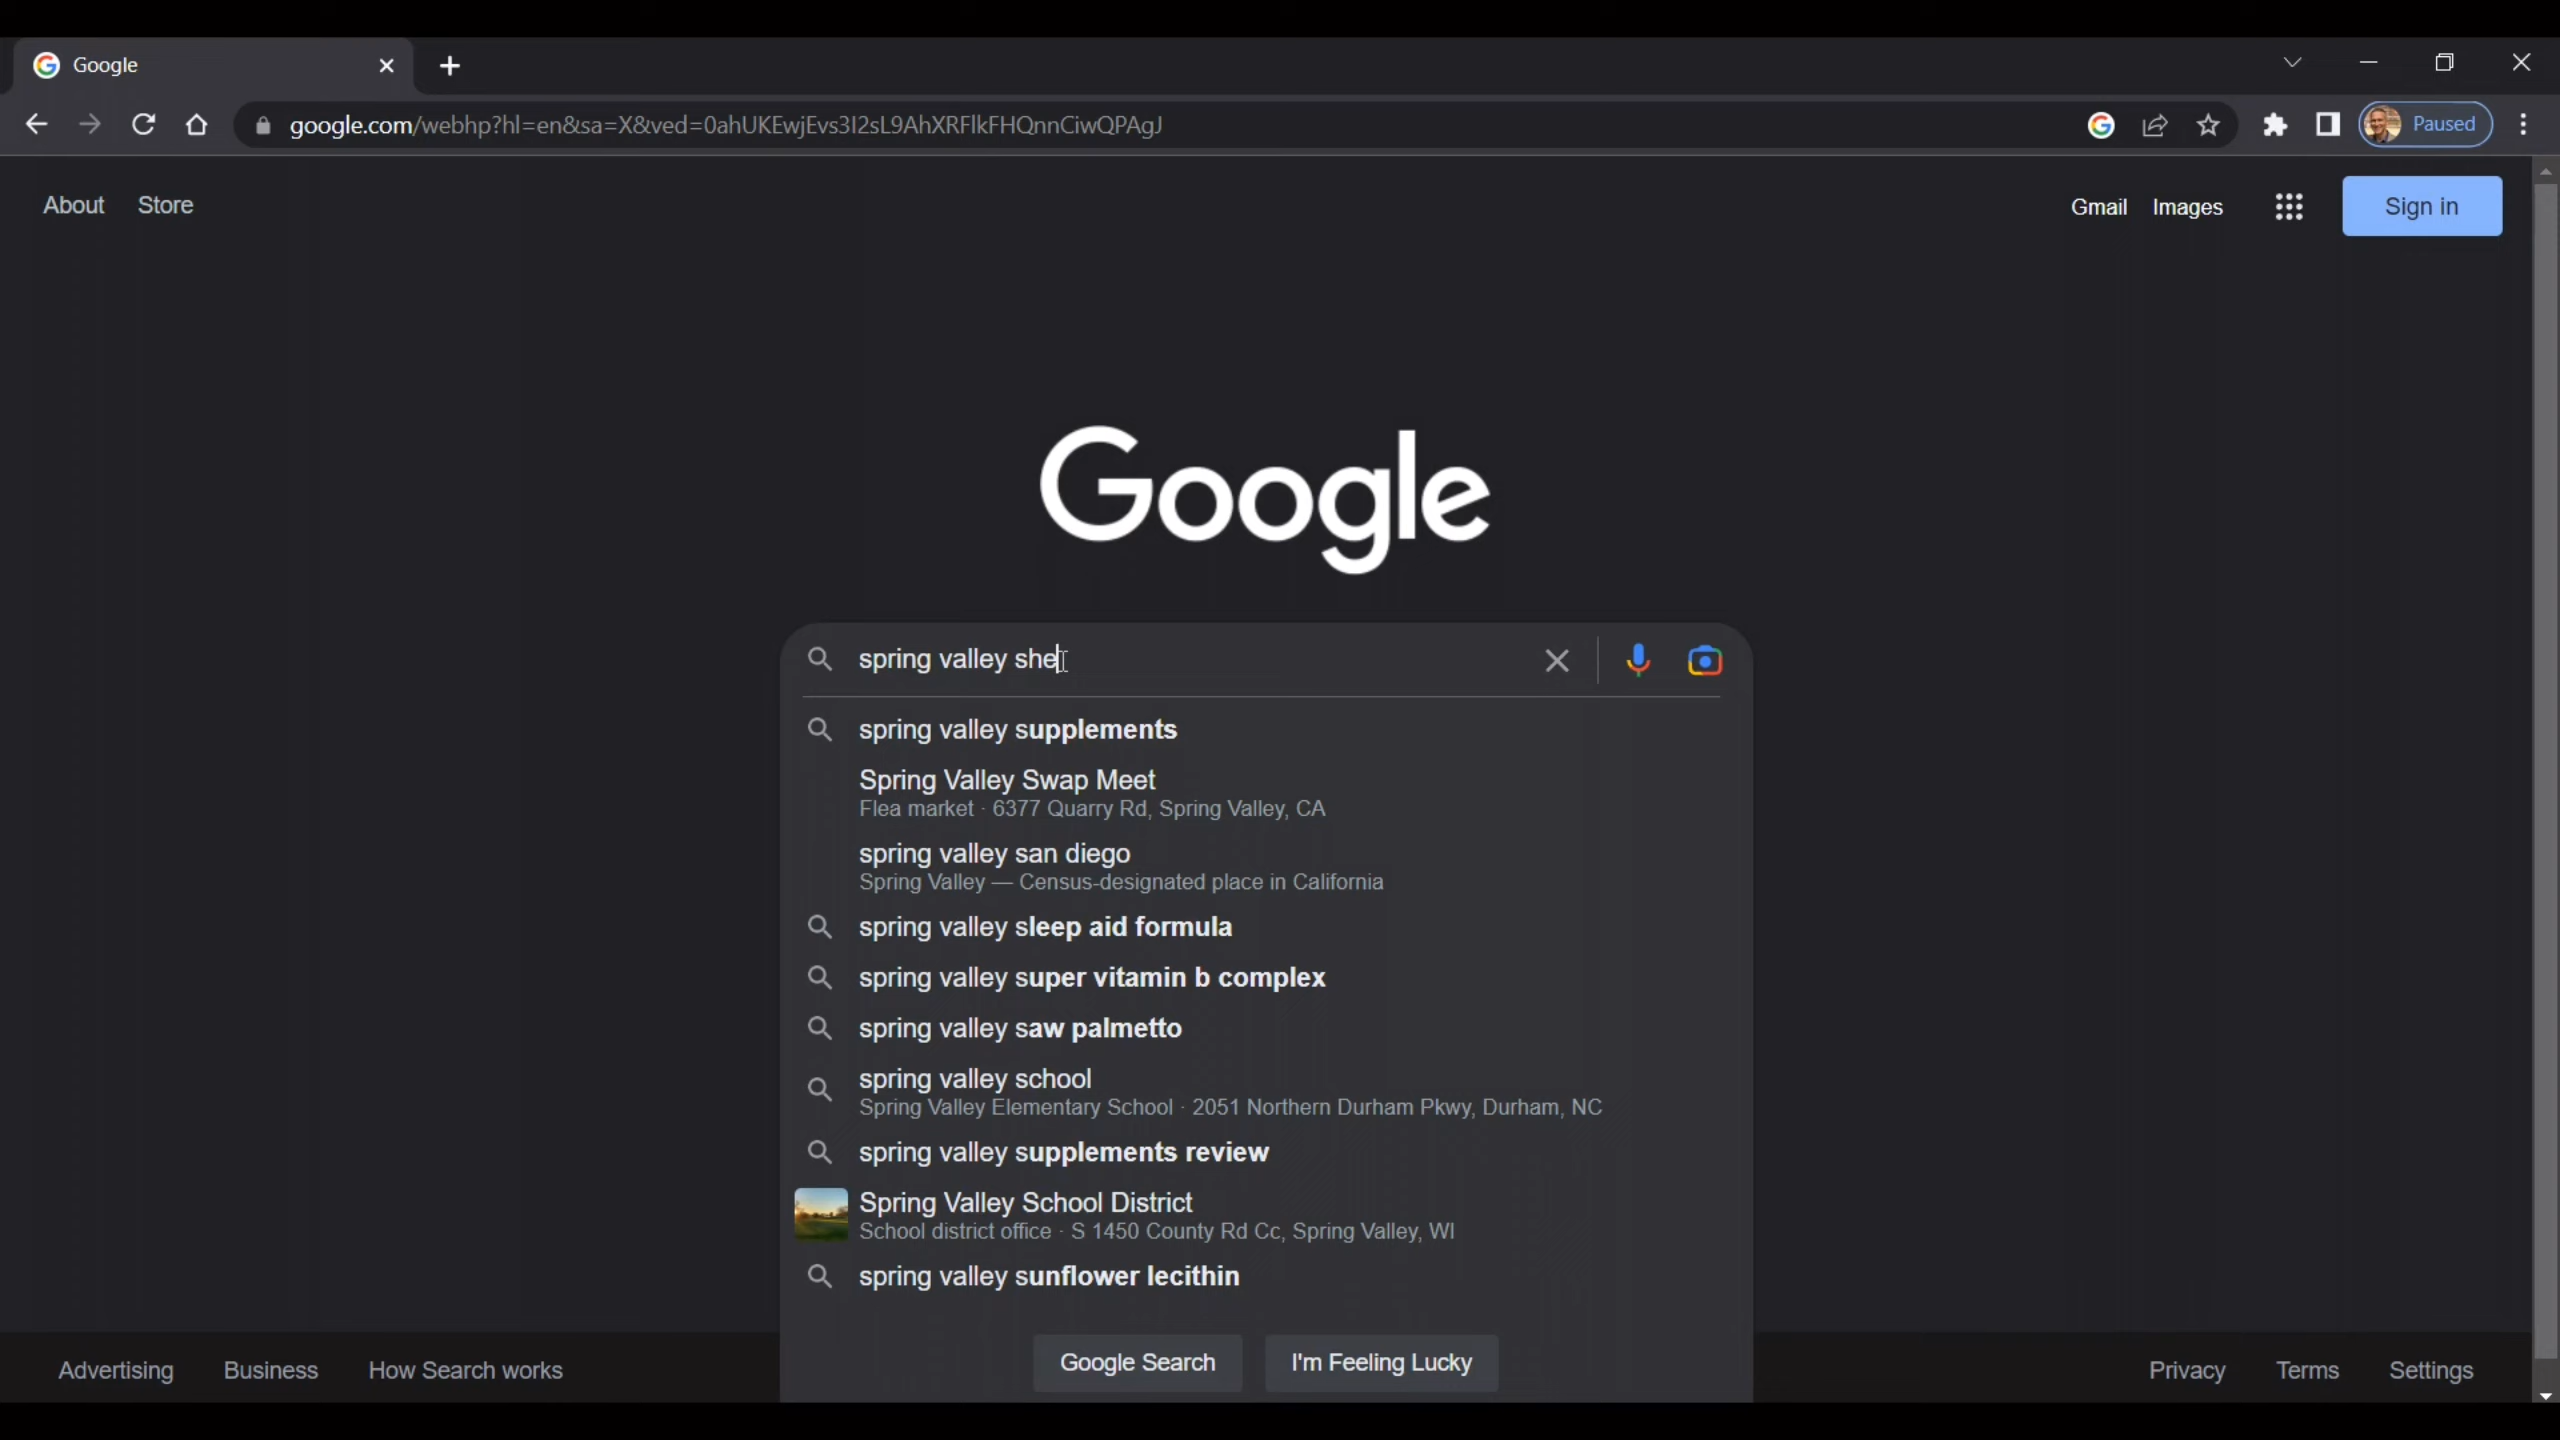 Google
google.com/webhp?hl=en&sa=X&ved=0ahUKEwjEvs3I2sL9AhXRFlkFHQnnCiwQPAgJ
Paused
About Store
Gmail Images
Sign in
Google
spring valley she
spring valley supplements
Spring Valley Swap Meet
Flea market · 6377 Quarry Rd, Spring Valley, CA
spring valley san diego
Spring Valley — Census-designated place in California
spring valley sleep aid formula
spring valley super vitamin b complex
spring valley saw palmetto
spring valley school
Spring Valley Elementary School · 2051 Northern Durham Pkwy, Durham, NC
spring valley supplements review
Spring Valley School District
School district office · S 1450 County Rd Cc, Spring Valley, WI
spring valley sunflower lecithin
Google Search
I'm Feeling Lucky
Advertising Business How Search works
Privacy Terms Settings